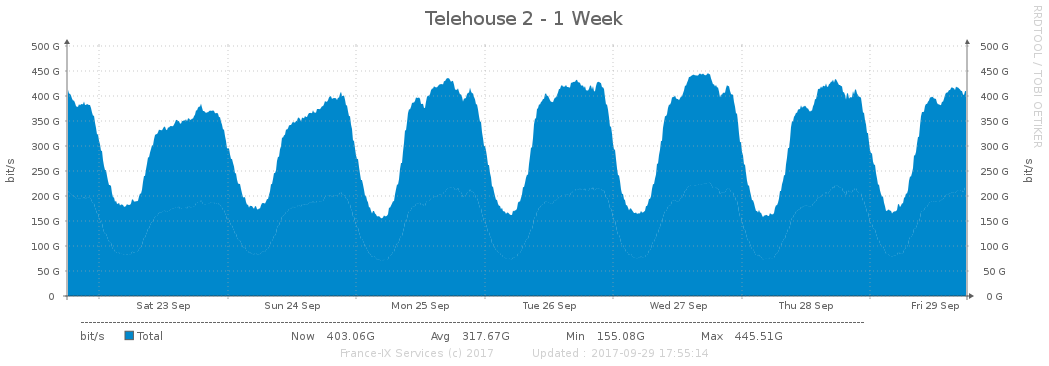 Telehouse 2 - 1 Week
RRDTOOL / TOBI OETIKER
bit/s
bit/s
500 G 500 G
450 G 450 G
400 G 400 G
350 G 350 G
300 G 300 G
250 G 250 G
200 G 200 G
150 G 150 G
100 G 100 G
50 G 50 G
0 0 G
Sat 23 Sep Sun 24 Sep Mon 25 Sep Tue 26 Sep Wed 27 Sep Thu 28 Sep Fri 29 Sep
bit/s Total Now 403.06G Avg 317.67G Min 155.08G Max 445.51G
France-IX Services (c) 2017 Updated : 2017-09-29 17:55:14